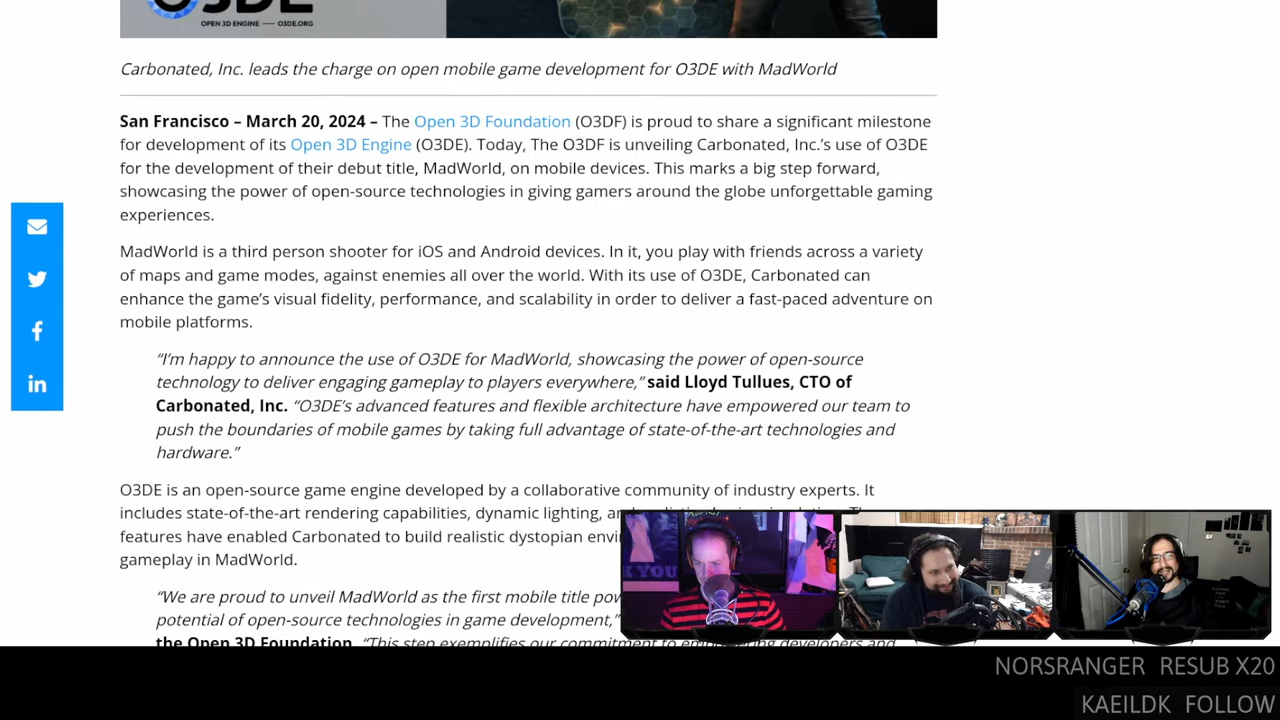 O3DE
OPEN 3D ENGINE — O3DE.ORG
Carbonated, Inc. leads the charge on open mobile game development for O3DE with MadWorld
San Francisco – March 20, 2024 – The Open 3D Foundation (O3DF) is proud to share a significant milestone
for development of its Open 3D Engine (O3DE). Today, The O3DF is unveiling Carbonated, Inc.’s use of O3DE
for the development of their debut title, MadWorld, on mobile devices. This marks a big step forward,
showcasing the power of open-source technologies in giving gamers around the globe unforgettable gaming
experiences.
MadWorld is a third person shooter for iOS and Android devices. In it, you play with friends across a variety
of maps and game modes, against enemies all over the world. With its use of O3DE, Carbonated can
enhance the game’s visual fidelity, performance, and scalability in order to deliver a fast-paced adventure on
mobile platforms.
“I’m happy to announce the use of O3DE for MadWorld, showcasing the power of open-source
technology to deliver engaging gameplay to players everywhere,” said Lloyd Tullues, CTO of
Carbonated, Inc. “O3DE’s advanced features and flexible architecture have empowered our team to
push the boundaries of mobile games by taking full advantage of state-of-the-art technologies and
hardware.”
O3DE is an open-source game engine developed by a collaborative community of industry experts. It
includes state-of-the-art rendering capabilities, dynamic lighting,
features have enabled Carbonated to build realistic dystopian
gameplay in MadWorld.
“We are proud to unveil MadWorld as the first mobile title
potential of open-source technologies in game development,”
the Open 3D Foundation. “This step exemplifies our commitment to empowering developers and
NORSRANGER RESUB X20
KAEILDK FOLLOW